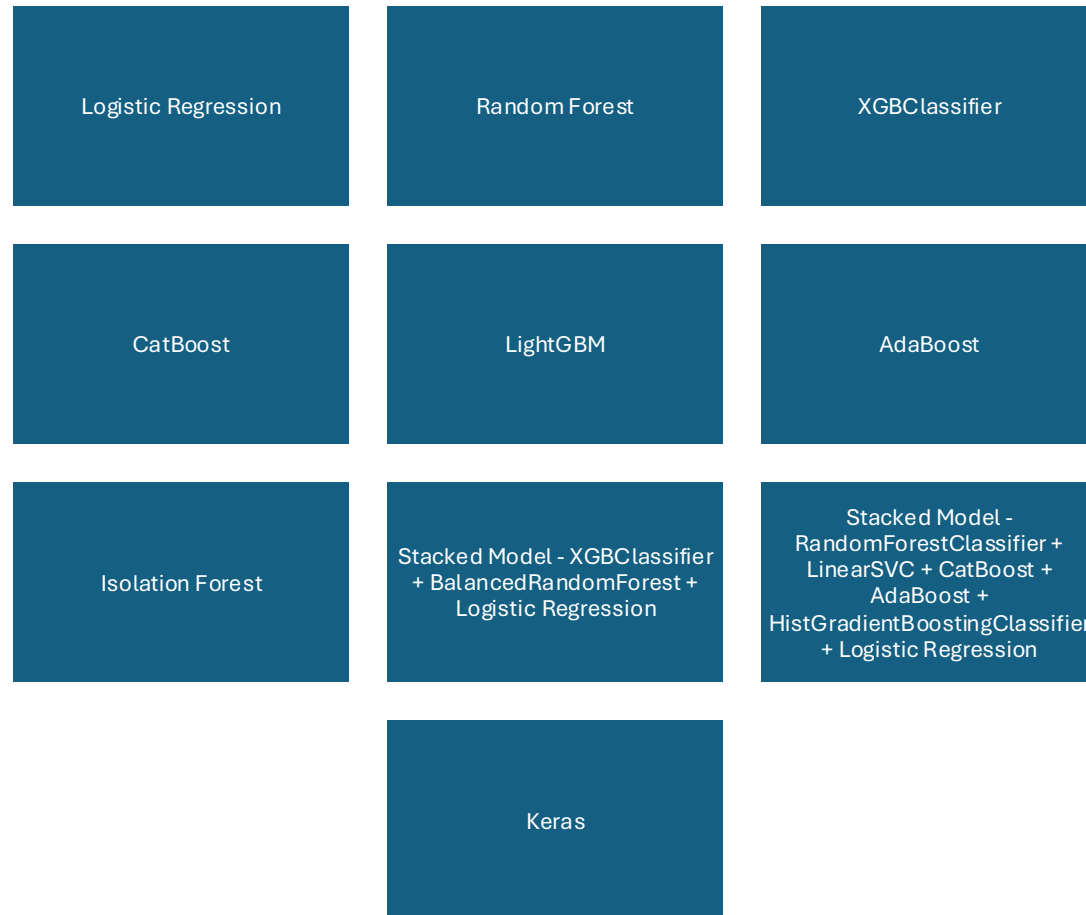 Logistic Regression
Random Forest
XGBClassifier
CatBoost
LightGBM
AdaBoost
Isolation Forest
Stacked Model - XGBClassifier
+ BalancedRandomForest +
Logistic Regression
Stacked Model -
RandomForestClassifier +
LinearSVC + CatBoost +
AdaBoost +
HistGradientBoostingClassifier
+ Logistic Regression
Keras